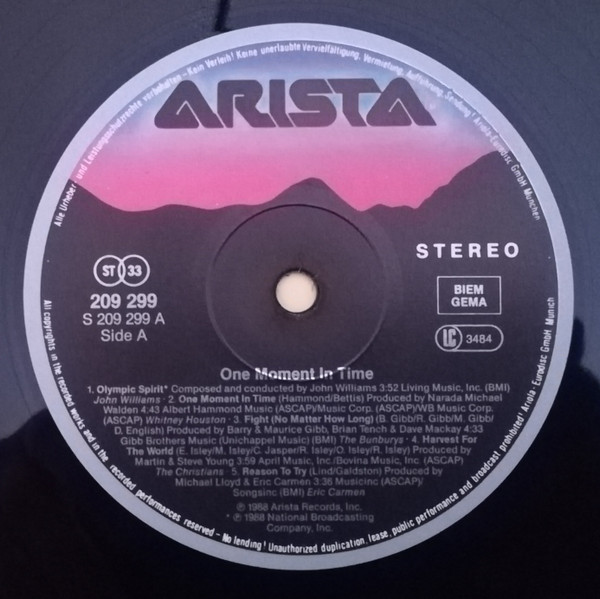 Alle Urheber- und Leistungsschutzrechte vorbehalten - Kein Verleih! Keine unerlaubte Vervielfältigung, Vermietung, Aufführung, Sendung! Ariola-Eurodisc GmbH München
ARISTA
STEREO
ST 33
209 299
S 209 299 A
Side A
BIEM
GEMA
LC 3484
One Moment In Time
1. Olympic Spirit* Composed and conducted by John Williams 3:52 Living Music, Inc. (BMI)
John Williams · 2. One Moment In Time (Hammond/Bettis) Produced by Narada Michael
Walden 4:43 Albert Hammond Music (ASCAP)/Music Corp. (ASCAP)/WB Music Corp.
(ASCAP) Whitney Houston · 3. Fight (No Matter How Long) (B. Gibb/R. Gibb/M. Gibb/
D. English) Produced by Barry & Maurice Gibb, Brian Tench & Dave Mackay 4:33
Gibb Brothers Music (Unichappel Music) (BMI) The Bunburys · 4. Harvest For
The World (E. Isley/M. Isley/C. Jasper/R. Isley/O. Isley/R. Isley) Produced by
Martin & Steve Young 3:59 April Music, Inc./Bovina Music, Inc. (ASCAP)
The Christians · 5. Reason To Try (Lind/Galdston) Produced by
Michael Lloyd & Eric Carmen 3:36 Musicinc (ASCAP)/
Songsinc (BMI) Eric Carmen
℗ 1988 Arista Records, Inc.
* ℗ 1988 National Broadcasting
Company, Inc.
All copyrights in the recorded works and in the recorded performances reserved - No lending! Unauthorized duplication, lease, public performance and broadcast prohibited! Ariola-Eurodisc GmbH Munich